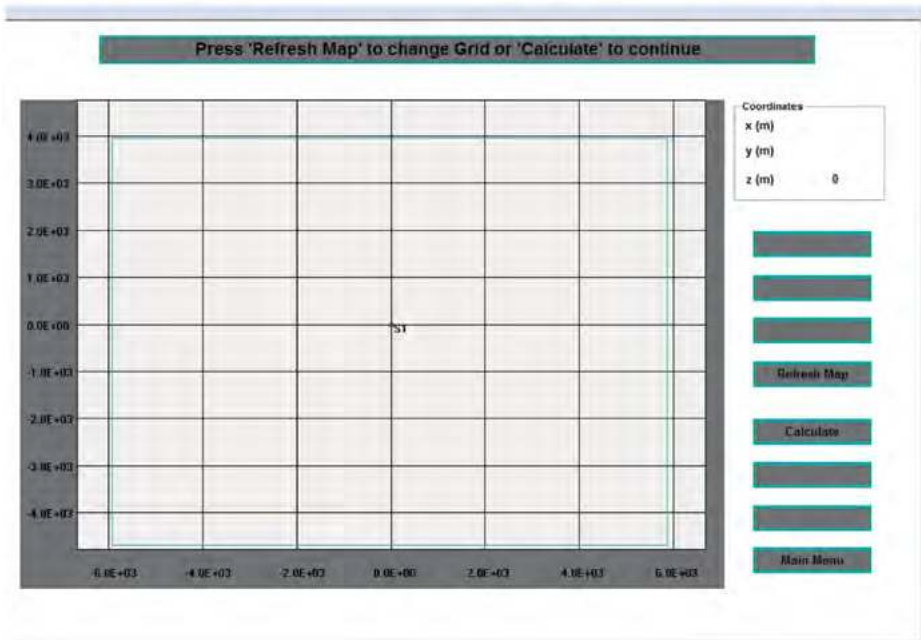 Press 'Refresh Map' to change Grid or 'Calculate' to continue
Coordinates
x (m)
y (m)
z (m) 0
4.0E+03
3.0E+03
2.0E+03
1.0E+03
0.0E+00
S1
-1.0E+03
-2.0E+03
-3.0E+03
-4.0E+03
-6.0E+03 -4.0E+03 -2.0E+03 0.0E+00 2.0E+03 4.0E+03 6.0E+03
Refresh Map
Calculate
Main Menu